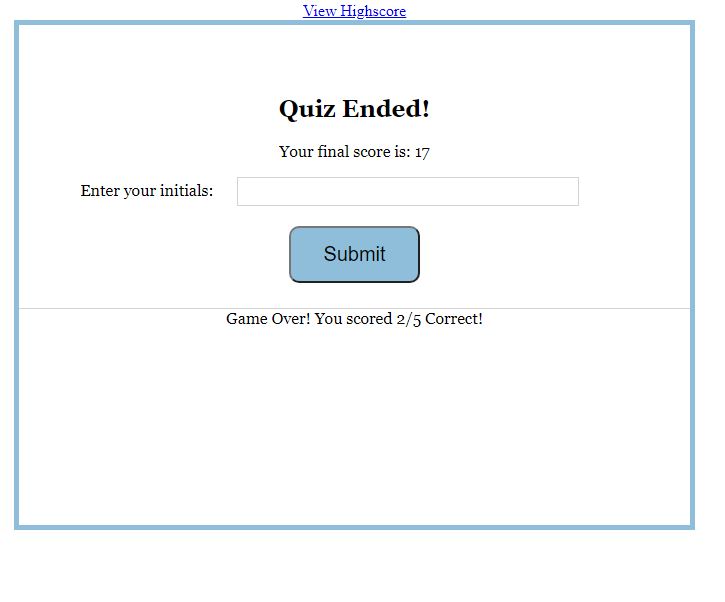 View Highscore
Quiz Ended!
Your final score is: 17
Enter your initials:
Submit
Game Over! You scored 2/5 Correct!